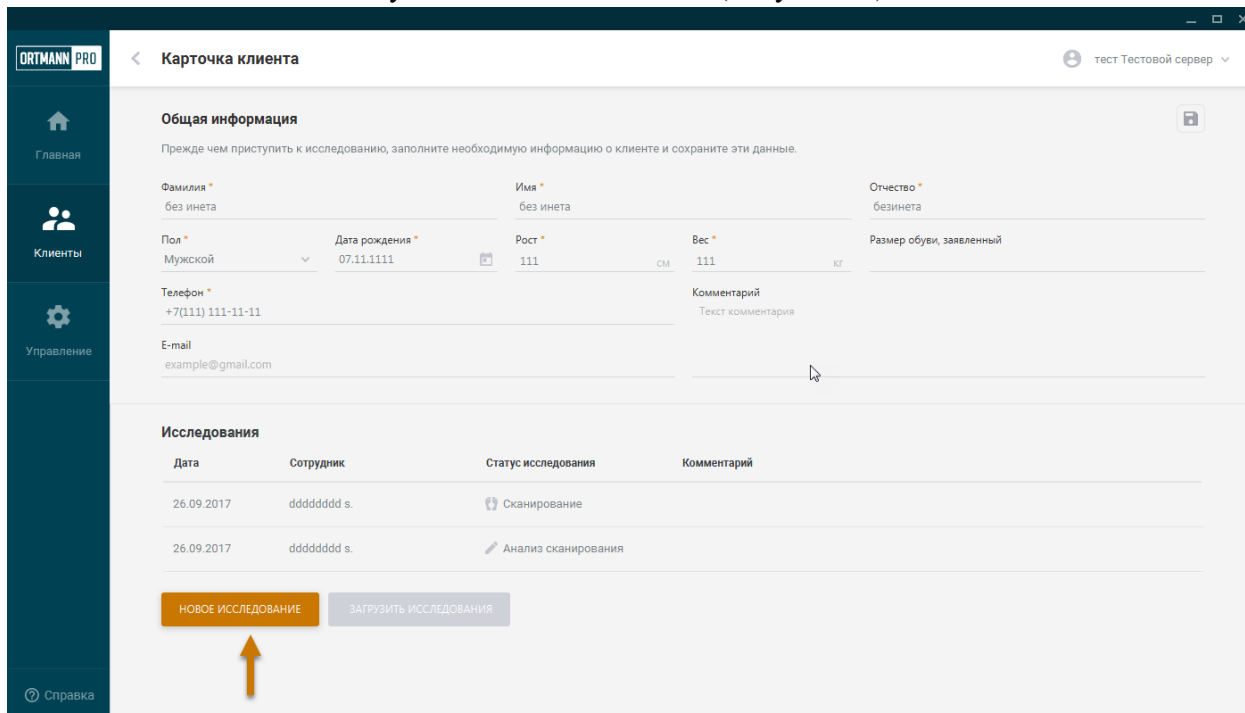 ORTMANN PRO
Карточка клиента
тест Тестовой сервер
Главная
Клиенты
Управление
Справка
Общая информация
Прежде чем приступить к исследованию, заполните необходимую информацию о клиенте и сохраните эти данные.
Фамилия * Имя * Отчество *
без инета без инета безинета
Пол * Дата рождения * Рост * Вес * Размер обуви, заявленный
Мужской 07.11.1111 111 см 111 кг
Телефон * Комментарий
+7(111) 111-11-11 Текст комментария
E-mail
example@gmail.com
Исследования
Дата Сотрудник Статус исследования Комментарий
26.09.2017 dddddddd s. Сканирование
26.09.2017 dddddddd s. Анализ сканирования
НОВОЕ ИССЛЕДОВАНИЕ ЗАГРУЗИТЬ ИССЛЕДОВАНИЯ